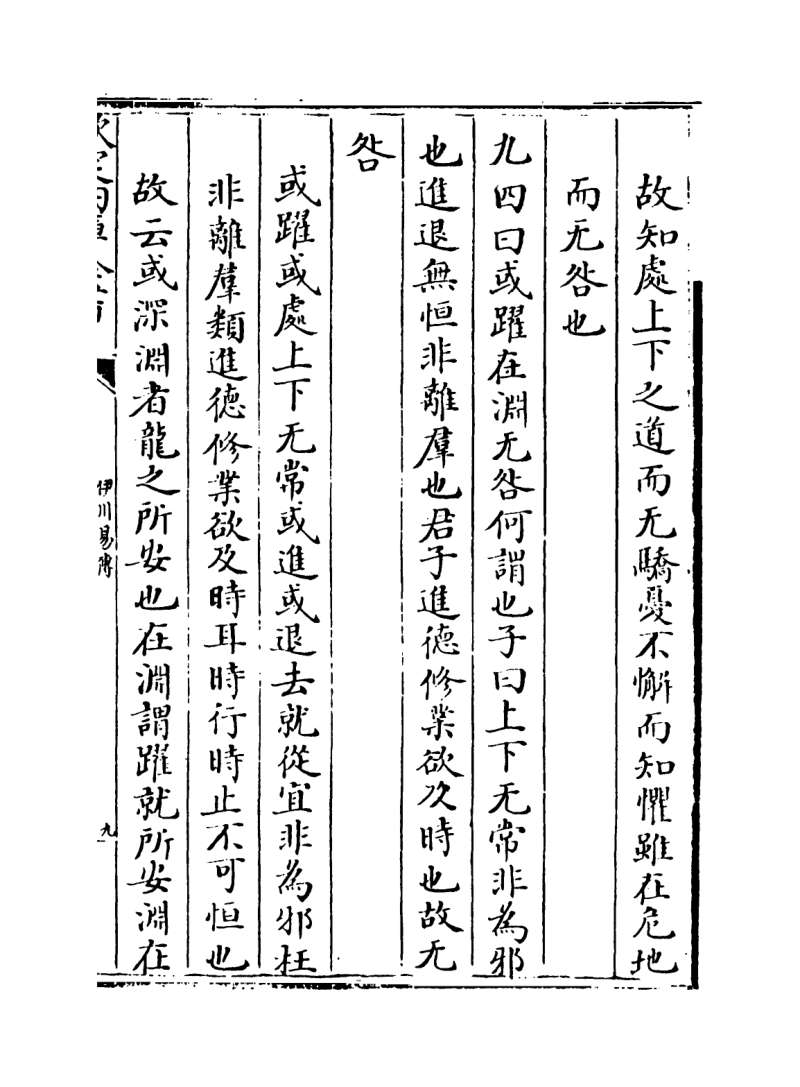 故知處上下之道而无驕憂不懈而知懼雖在危地
而无咎也
九四曰或躍在淵无咎何謂也子曰上下无常非為邪
也進退無恒非離羣也君子進德修業欲及時也故无
咎
或躍或處上下无常或進或退去就從宜非為邪枉
非離羣類進德修業欲及時耳時行時止不可恒也
故云或深淵者龍之所安也在淵謂躍就所安淵在
伊川易傳
九